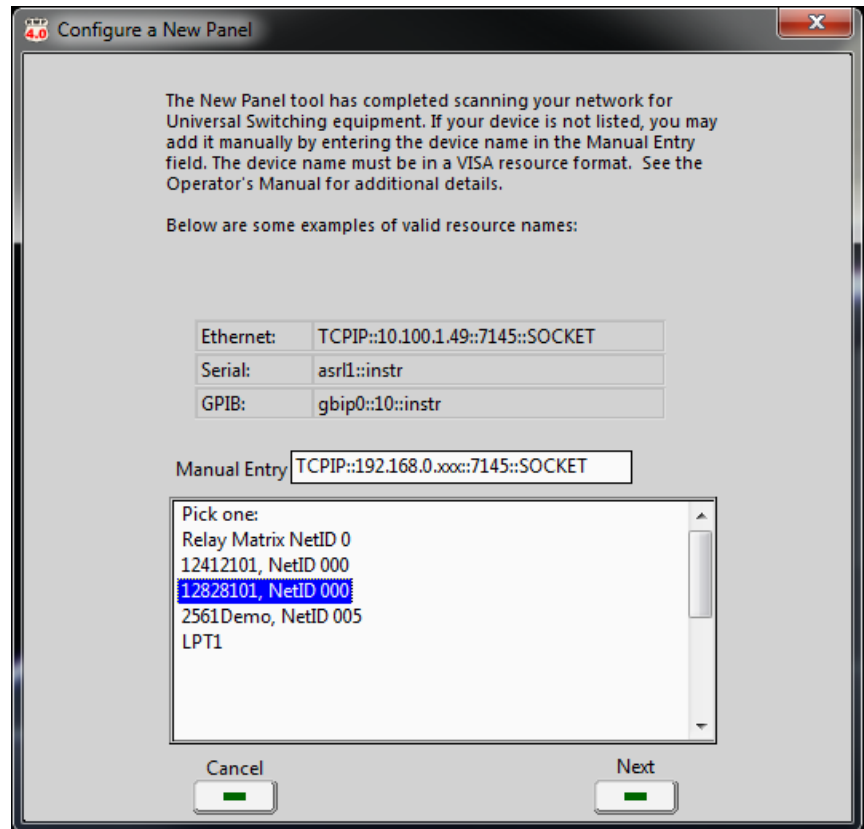 4.0 Configure a New Panel
The New Panel tool has completed scanning your network for
Universal Switching equipment. If your device is not listed, you may
add it manually by entering the device name in the Manual Entry
field. The device name must be in a VISA resource format.  See the
Operator's Manual for additional details.
Below are some examples of valid resource names:
Ethernet: TCPIP::10.100.1.49::7145::SOCKET
Serial: asrl1::instr
GPIB: gbip0::10::instr
Manual Entry TCPIP::192.168.0.xxx::7145::SOCKET
Pick one:
Relay Matrix NetID 0
12412101, NetID 000
12828101, NetID 000
2561Demo, NetID 005
LPT1
Cancel Next